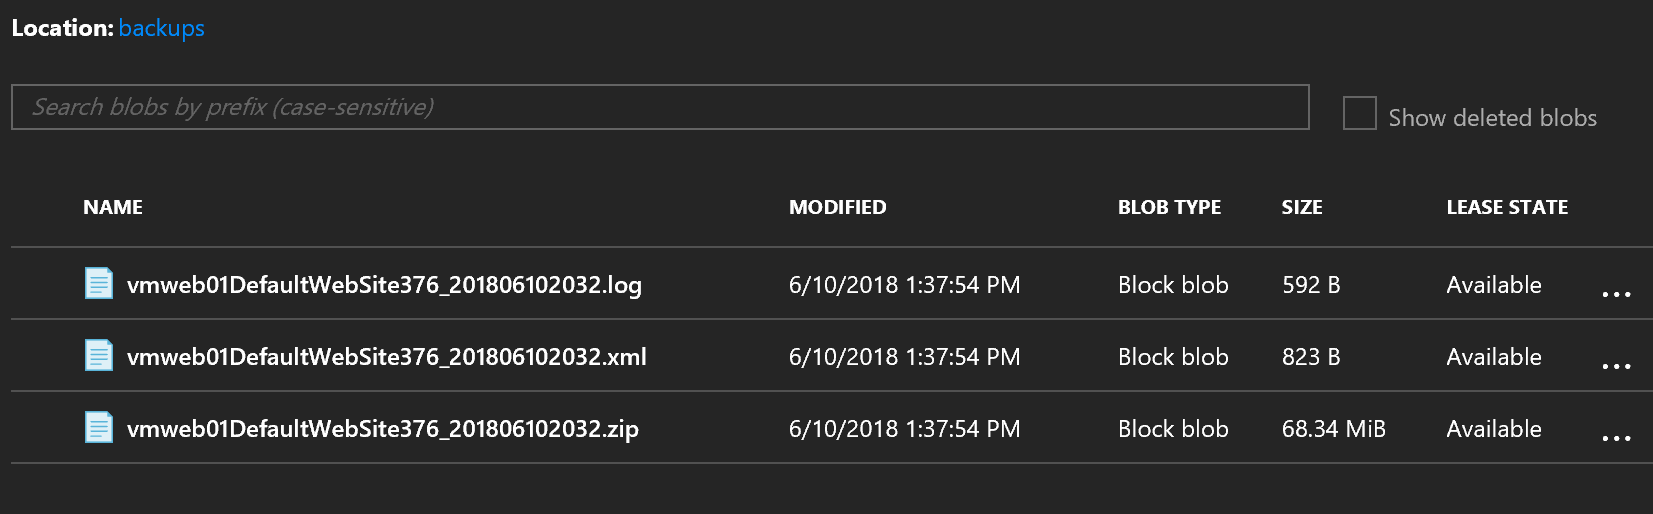 Location: backups
Search blobs by prefix (case-sensitive)
Show deleted blobs
NAME MODIFIED BLOB TYPE SIZE LEASE STATE
vmweb01DefaultWebSite376_201806102032.log 6/10/2018 1:37:54 PM Block blob 592 B Available ...
vmweb01DefaultWebSite376_201806102032.xml 6/10/2018 1:37:54 PM Block blob 823 B Available ...
vmweb01DefaultWebSite376_201806102032.zip 6/10/2018 1:37:54 PM Block blob 68.34 MiB Available ...